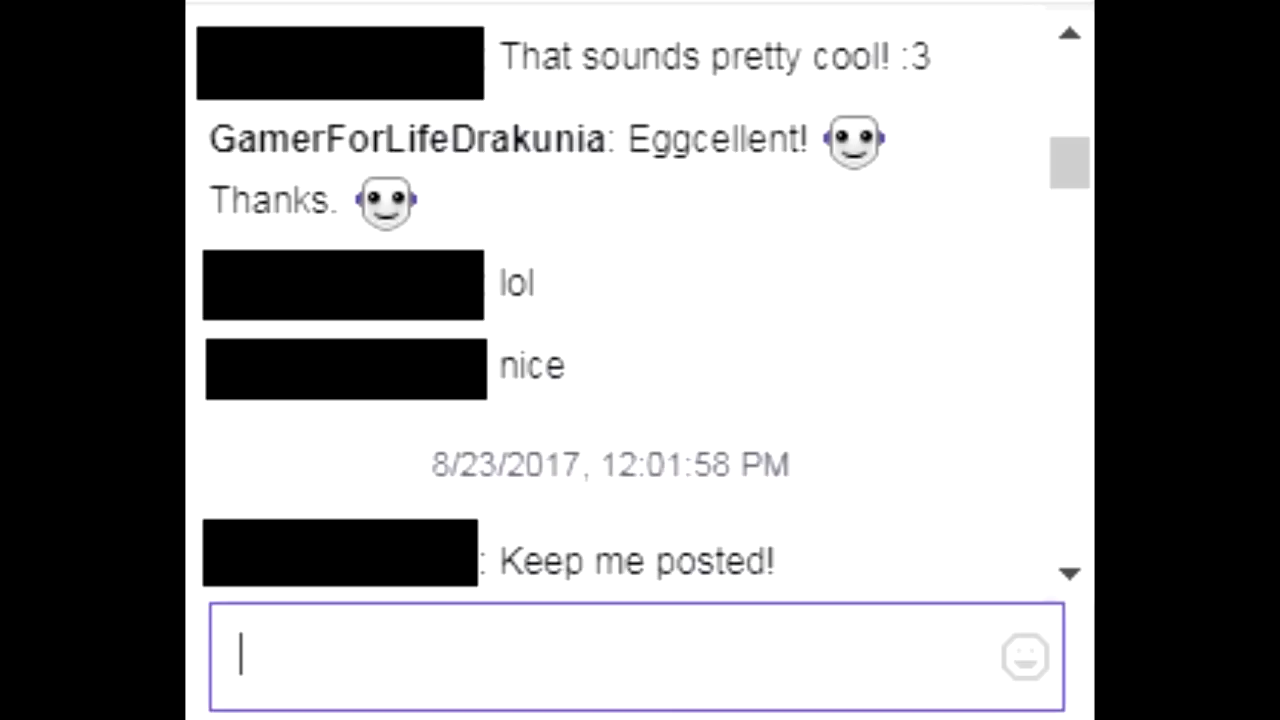 That sounds pretty cool! :3
GamerForLifeDrakunia: Eggcellent!
Thanks.
lol
nice
8/23/2017, 12:01:58 PM
: Keep me posted!